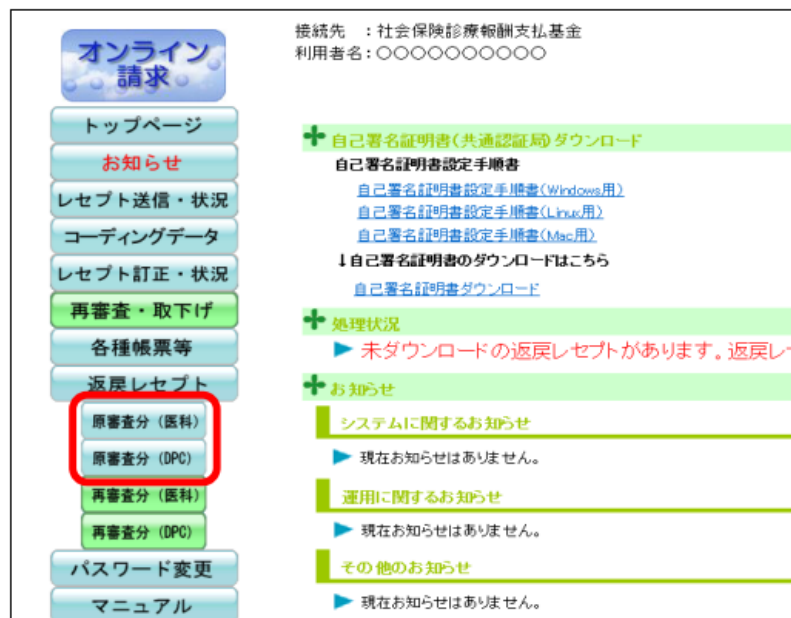 オンライン
請求
トップページ
お知らせ
レセプト送信・状況
コーディングデータ
レセプト訂正・状況
再審査・取下げ
各種帳票等
返戻レセプト
原審査分（医科）
原審査分（DPC）
再審査分（医科）
再審査分（DPC）
パスワード変更
マニュアル
接続先　：社会保険診療報酬支払基金
利用者名：〇〇〇〇〇〇〇〇〇〇
自己署名証明書（共通認証局）ダウンロード
自己署名証明書設定手順書
自己署名証明書設定手順書（Windows用）
自己署名証明書設定手順書（Linux用）
自己署名証明書設定手順書（Mac用）
↓自己署名証明書のダウンロードはこちら
自己署名証明書ダウンロード
処理状況
未ダウンロードの返戻レセプトがあります。返戻レ
お知らせ
システムに関するお知らせ
現在お知らせはありません。
運用に関するお知らせ
現在お知らせはありません。
その他のお知らせ
現在お知らせはありません。